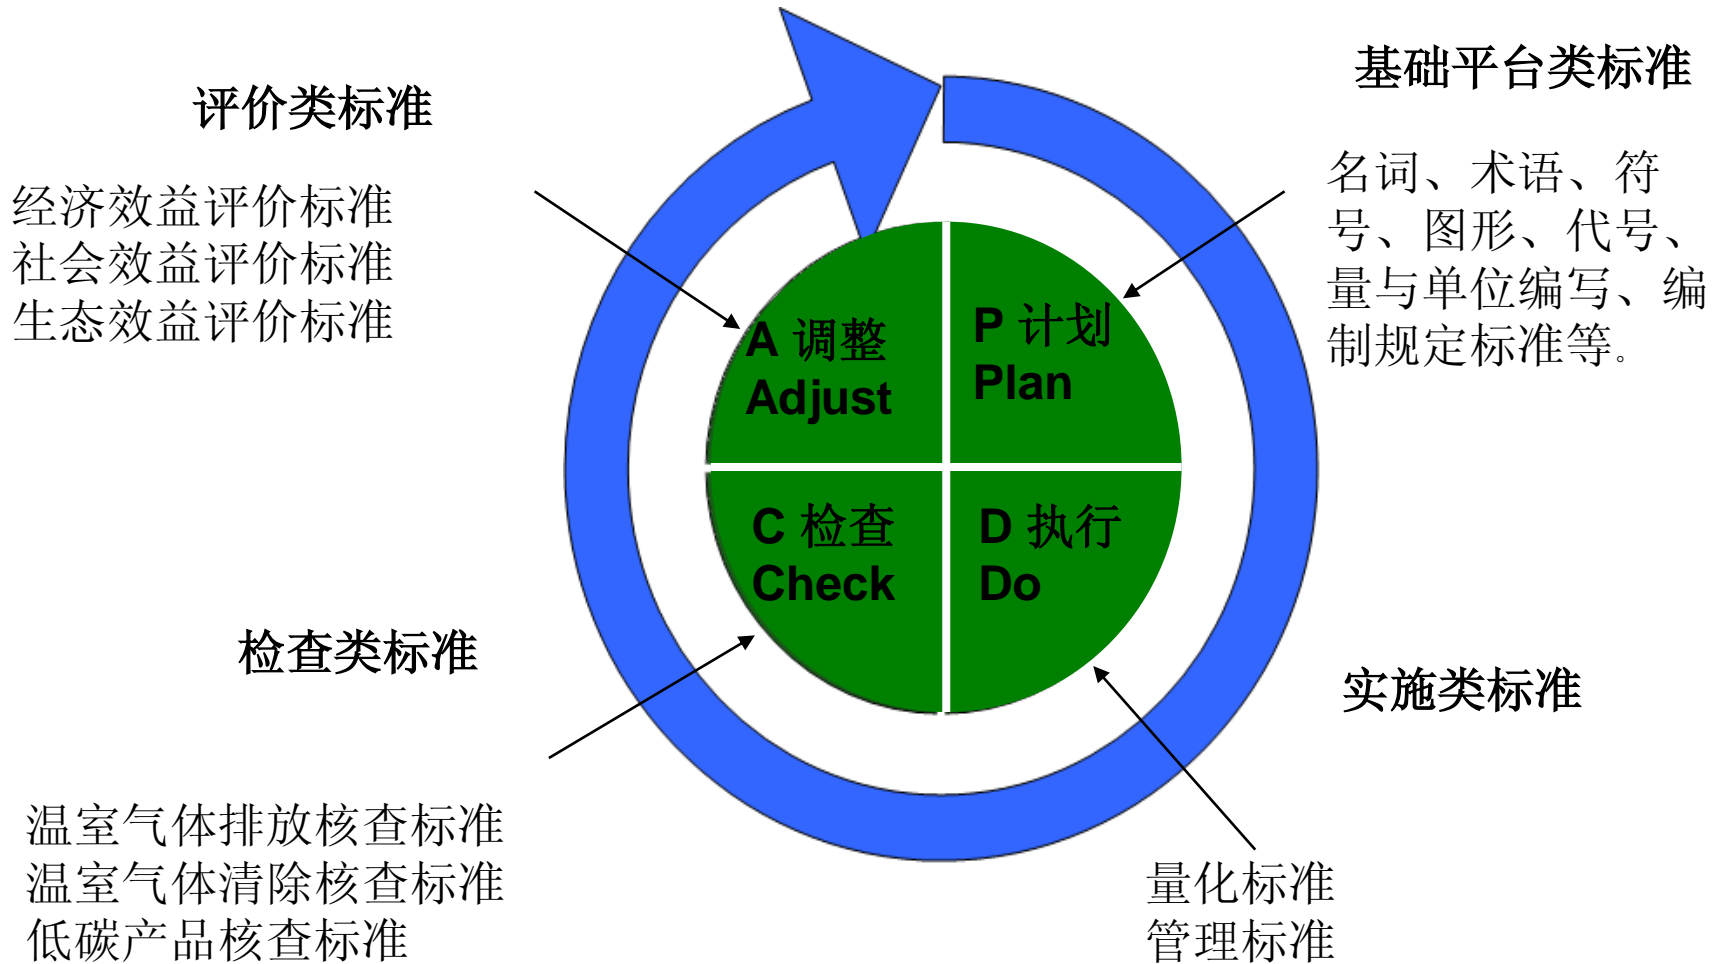 评价类标准
经济效益评价标准
社会效益评价标准
生态效益评价标准
基础平台类标准
名词、术语、符
号、图形、代号、
量与单位编写、编
制规定标准等。
A 调整
Adjust
P 计划
Plan
C 检查
Check
D 执行
Do
检查类标准
温室气体排放核查标准
温室气体清除核查标准
低碳产品核查标准
实施类标准
量化标准
管理标准